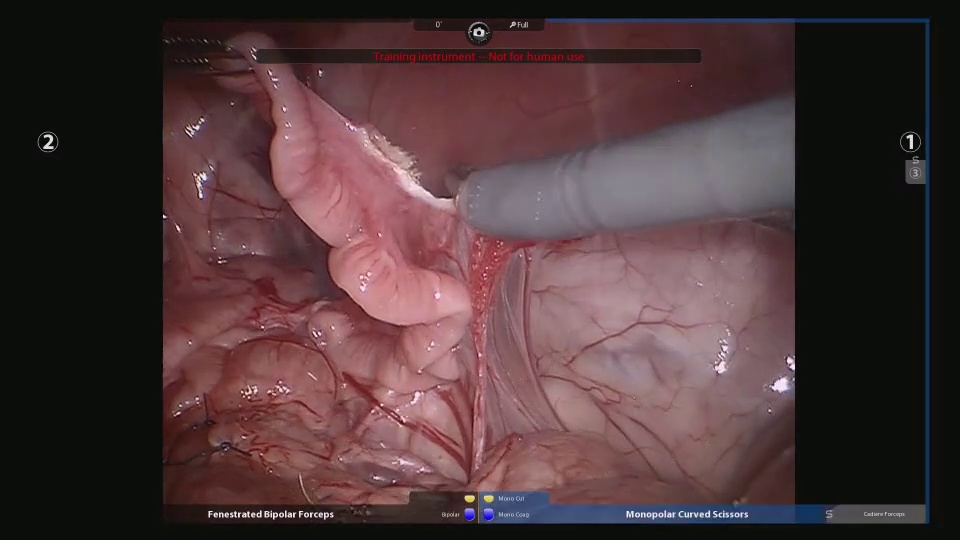 0°
Full
Training instrument -- Not for human use
2
1
S
3
Mono Cut
Bipolar
Mono Coag
Fenestrated Bipolar Forceps
Monopolar Curved Scissors
S
Cadiere Forceps